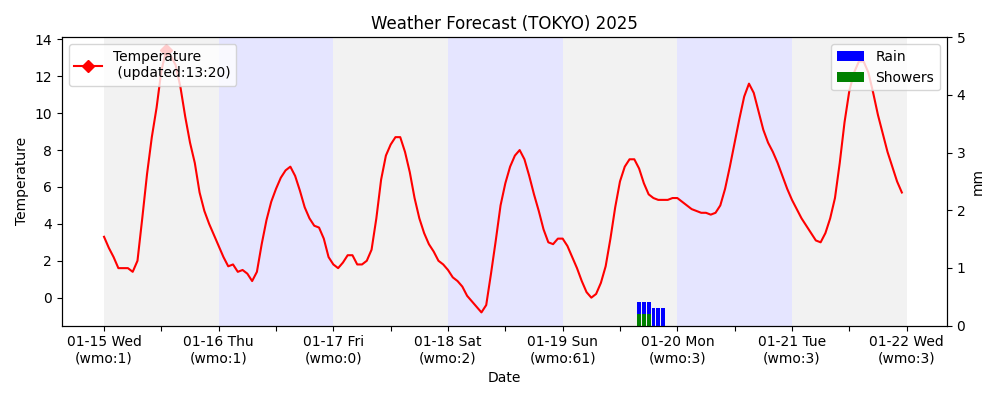 Weather Forecast (TOKYO) 2025
Temperature
(updated:13:20)
Rain
Showers
14
12
10
8
6
4
2
0
Temperature
5
4
3
2
1
0
mm
01-15 Wed
(wmo:1)
01-16 Thu
(wmo:1)
01-17 Fri
(wmo:0)
01-18 Sat
(wmo:2)
01-19 Sun
(wmo:61)
01-20 Mon
(wmo:3)
01-21 Tue
(wmo:3)
01-22 Wed
(wmo:3)
Date